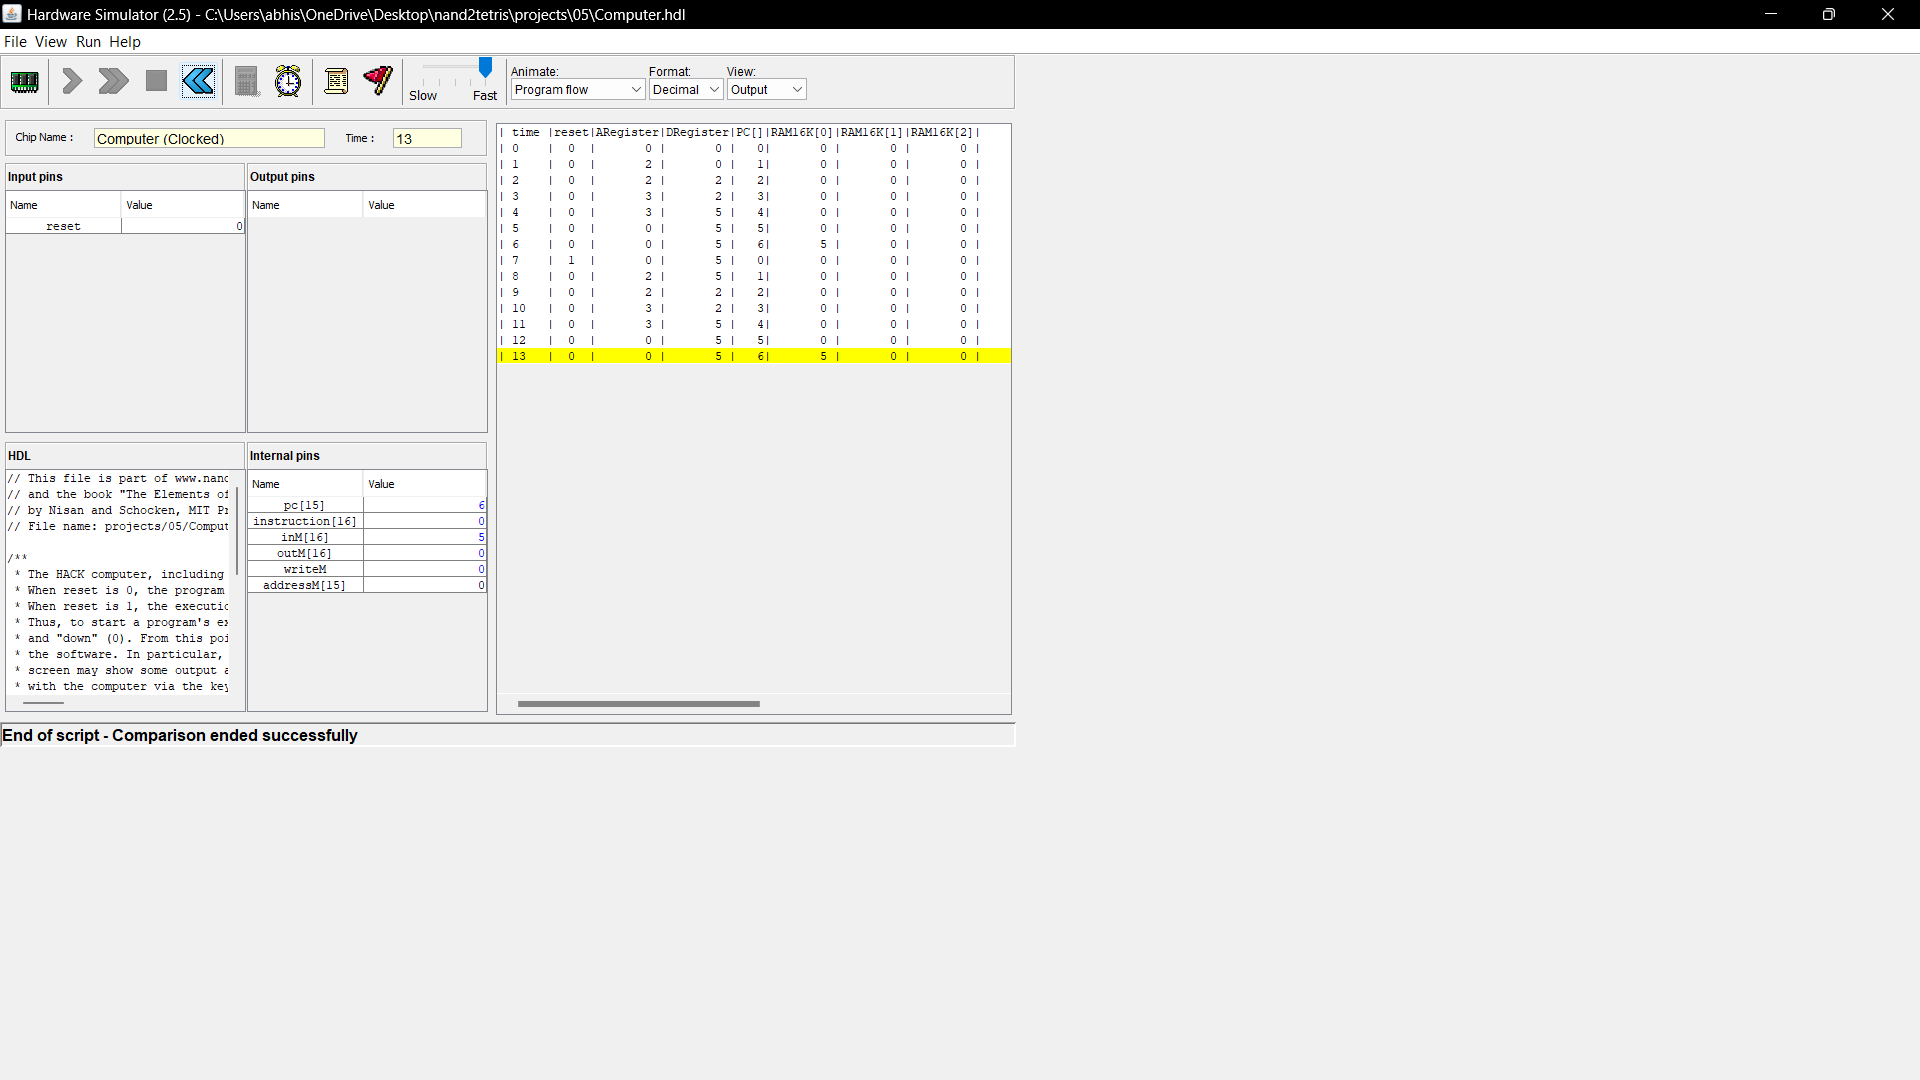 Hardware Simulator (2.5) - C:\Users\abhis\OneDrive\Desktop\nand2tetris\projects\05\Computer.hdl
File View Run Help
Slow Fast
Animate: Format: View:
Program flow Decimal Output
Chip Name : Computer (Clocked) Time : 13
Input pins
Name Value
reset 0
Output pins
Name Value
HDL
// This file is part of www.nanc
// and the book "The Elements of
// by Nisan and Schocken, MIT Pr
// File name: projects/05/Comput
/**
* The HACK computer, including
* When reset is 0, the program
* When reset is 1, the executio
* Thus, to start a program's ex
* and "down" (0). From this poi
* the software. In particular,
* screen may show some output a
* with the computer via the key
Internal pins
Name Value
pc[15] 6
instruction[16] 0
inM[16] 5
outM[16] 0
writeM 0
addressM[15] 0
| time |reset|ARegister|DRegister|PC[]|RAM16K[0]|RAM16K[1]|RAM16K[2]|
| 0 | 0 | 0 | 0 | 0| 0 | 0 | 0 |
| 1 | 0 | 2 | 0 | 1| 0 | 0 | 0 |
| 2 | 0 | 2 | 2 | 2| 0 | 0 | 0 |
| 3 | 0 | 3 | 2 | 3| 0 | 0 | 0 |
| 4 | 0 | 3 | 5 | 4| 0 | 0 | 0 |
| 5 | 0 | 0 | 5 | 5| 0 | 0 | 0 |
| 6 | 0 | 0 | 5 | 6| 5 | 0 | 0 |
| 7 | 1 | 0 | 5 | 0| 0 | 0 | 0 |
| 8 | 0 | 2 | 5 | 1| 0 | 0 | 0 |
| 9 | 0 | 2 | 2 | 2| 0 | 0 | 0 |
| 10 | 0 | 3 | 2 | 3| 0 | 0 | 0 |
| 11 | 0 | 3 | 5 | 4| 0 | 0 | 0 |
| 12 | 0 | 0 | 5 | 5| 0 | 0 | 0 |
| 13 | 0 | 0 | 5 | 6| 5 | 0 | 0 |
End of script - Comparison ended successfully